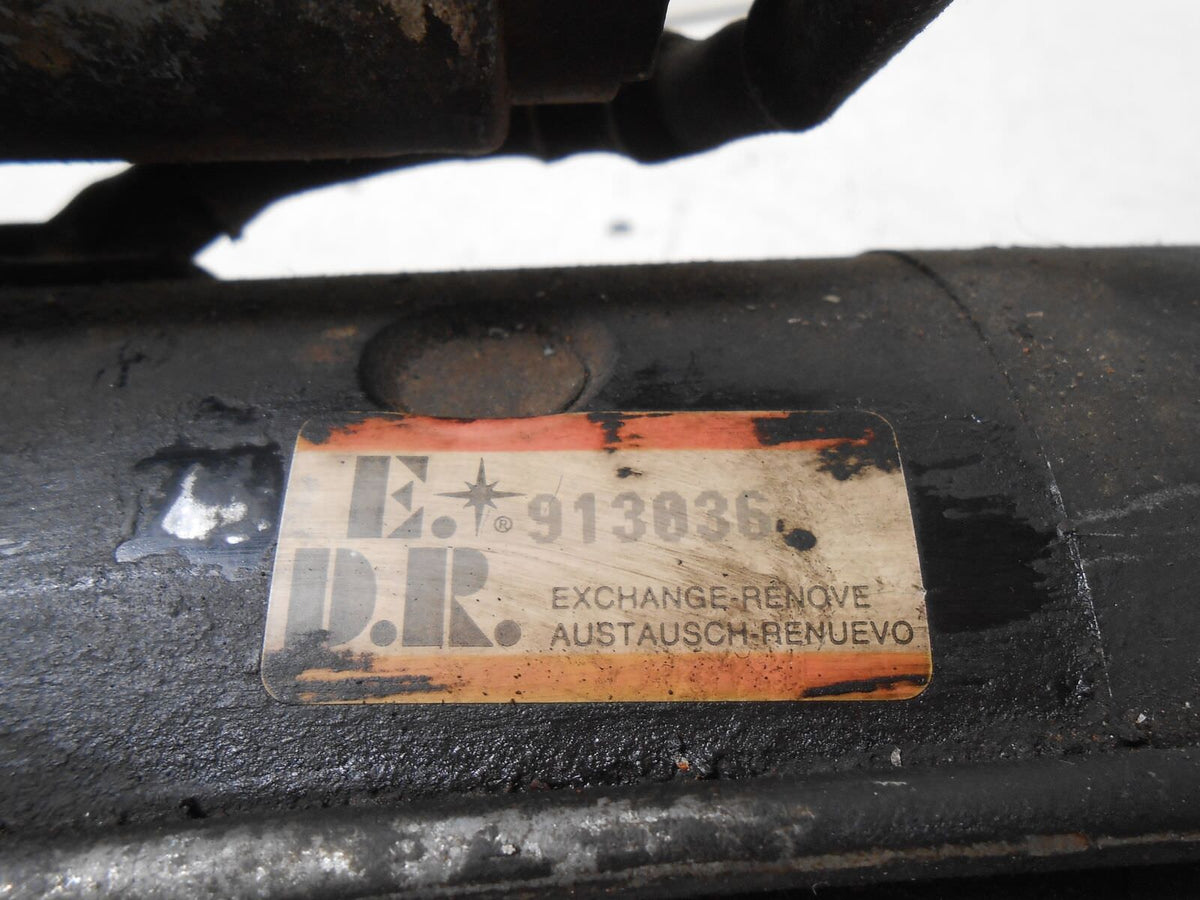 E.® 913036
D.R.
EXCHANGE-RENOVE
AUSTAUSCH-RENUEVO